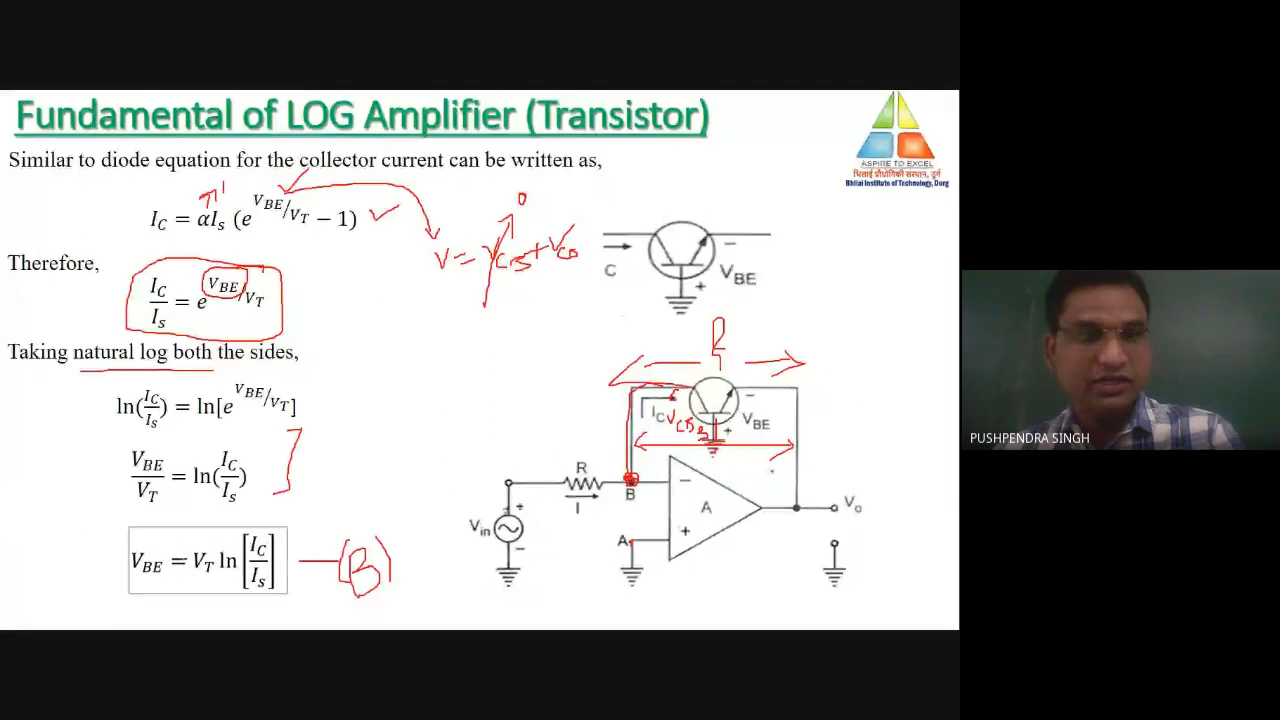 Fundamental of LOG Amplifier (Transistor)
ASPIRE TO EXCEL
भिलाई प्रौद्योगिकी संस्थान, दुर्ग
Bhilai Institute of Technology, Durg
Similar to diode equation for the collector current can be written as,
I_C = αI_s (e^{V_BE/V_T} − 1)
Therefore,
I_C/I_s = e^{V_BE/V_T}
Taking natural log both the sides,
ln(I_C/I_s) = ln[e^{V_BE/V_T}]
V_BE/V_T = ln(I_C/I_s)
V_BE = V_T ln[I_C/I_s]
(B)
C
−
+
V_BE
I_C
V_CB
−
+
V_BE
R
I
B
−
A
+
A
V_in
+
−
V_o
PUSHPENDRA SINGH